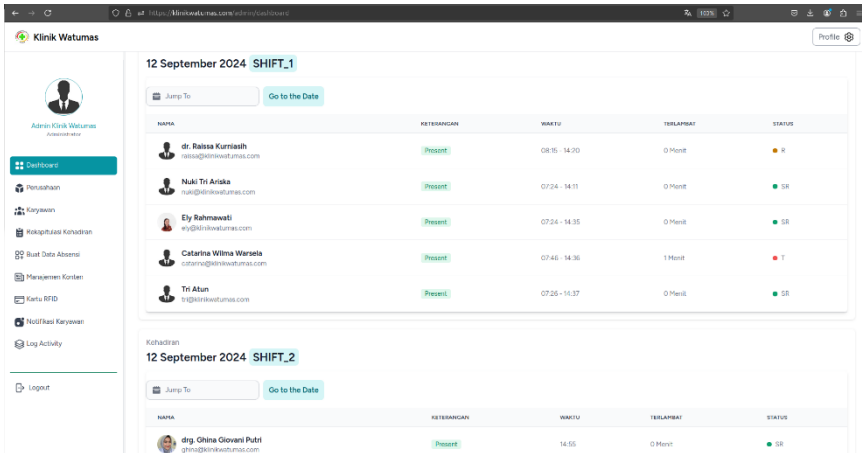 https://klinikwatumas.com/admin/dashboard
100%
Klinik Watumas
Profile
Admin Klinik Watumas
Administrator
Dashboard
Perusahaan
Karyawan
Rekapitulasi Kehadiran
Buat Data Absensi
Manajemen Konten
Kartu RFID
Notifikasi Karyawan
Log Activity
Logout
12 September 2024 SHIFT_1
Jump To Go to the Date
NAMA KETERANGAN WAKTU TERLAMBAT STATUS
dr. Raissa Kurniasih Present 08:15 - 14:20 0 Menit R
raissa@klinikwatumas.com
Nuki Tri Ariska Present 07:24 - 14:11 0 Menit SR
nuki@klinikwatumas.com
Ely Rahmawati Present 07:24 - 14:35 0 Menit SR
ely@klinikwatumas.com
Catarina Wilma Warsela Present 07:46 - 14:36 1 Menit T
catarina@klinikwatumas.com
Tri Atun Present 07:26 - 14:37 0 Menit SR
tri@klinikwatumas.com
Kehadiran
12 September 2024 SHIFT_2
Jump To Go to the Date
NAMA KETERANGAN WAKTU TERLAMBAT STATUS
drg. Ghina Giovani Putri Present 14:55 0 Menit SR
ghina@klinikwatumas.com